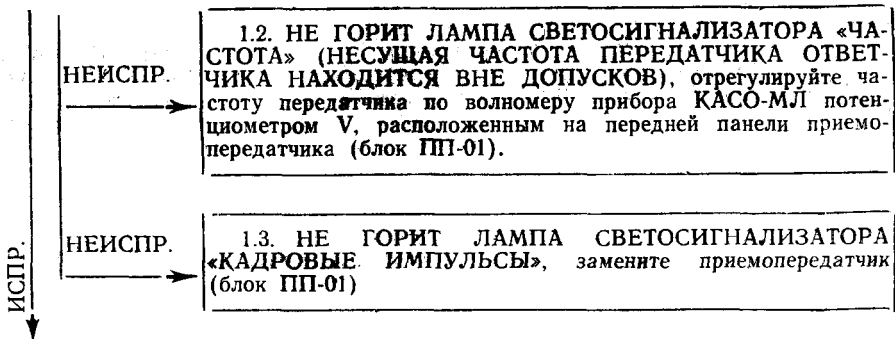 1.2. НЕ ГОРИТ ЛАМПА СВЕТОСИГНАЛИЗАТОРА «ЧА-
СТОТА» (НЕСУЩАЯ ЧАСТОТА ПЕРЕДАТЧИКА ОТВЕТ-
НЕИСПР.
ЧИКА НАХОДИТСЯ ВНЕ ДОПУСКОВ), отрегулируйте ча-
стоту передатчика по волномеру прибора КАСО-МЛ потен-
циометром V, расположенным на передней панели приемо-
передатчика (блок ПП-01).
НЕИСПР.
1.3. НЕ ГОРИТ ЛАМПА СВЕТОСИГНАЛИЗАТОРА
«КАДРОВЫЕ ИМПУЛЬСЫ», замените приемопередатчик
(блок ПП-01)
ИСПР.